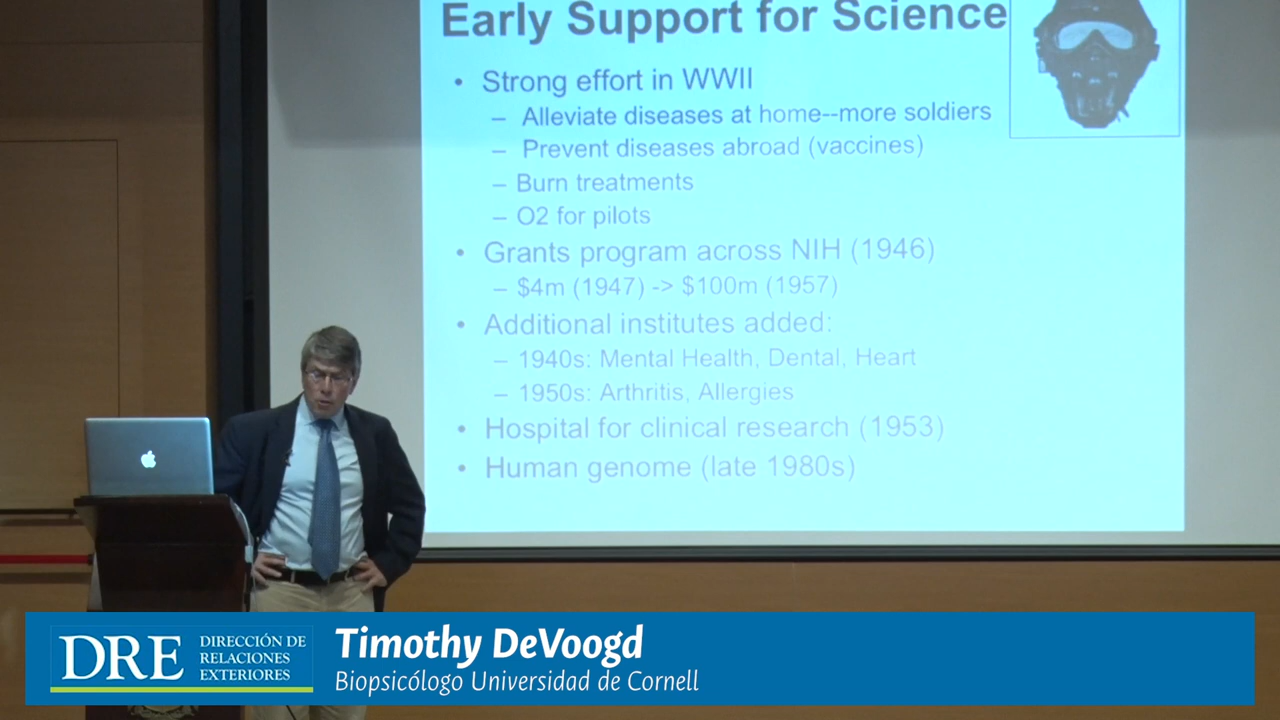 Early Support for Science
• Strong effort in WWII
– Alleviate diseases at home--more soldiers
– Prevent diseases abroad (vaccines)
– Burn treatments
– O2 for pilots
• Grants program across NIH (1946)
– $4m (1947) -> $100m (1957)
• Additional institutes added:
– 1940s: Mental Health, Dental, Heart
– 1950s: Arthritis, Allergies
• Hospital for clinical research (1953)
• Human genome (late 1980s)
DRE
DIRECCIÓN DE
RELACIONES
EXTERIORES
Timothy DeVoogd
Biopsicólogo Universidad de Cornell